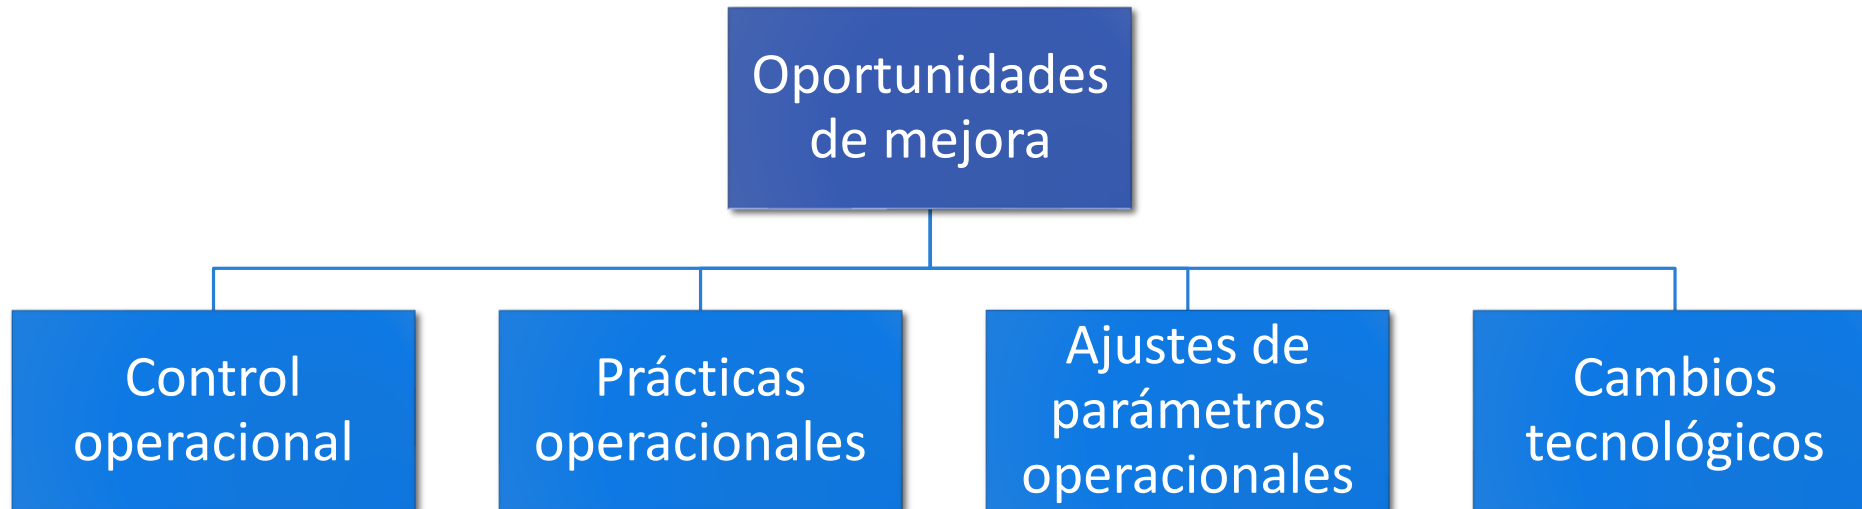 Oportunidades
de mejora
Control
operacional
Prácticas
operacionales
Ajustes de
parámetros
operacionales
Cambios
tecnológicos